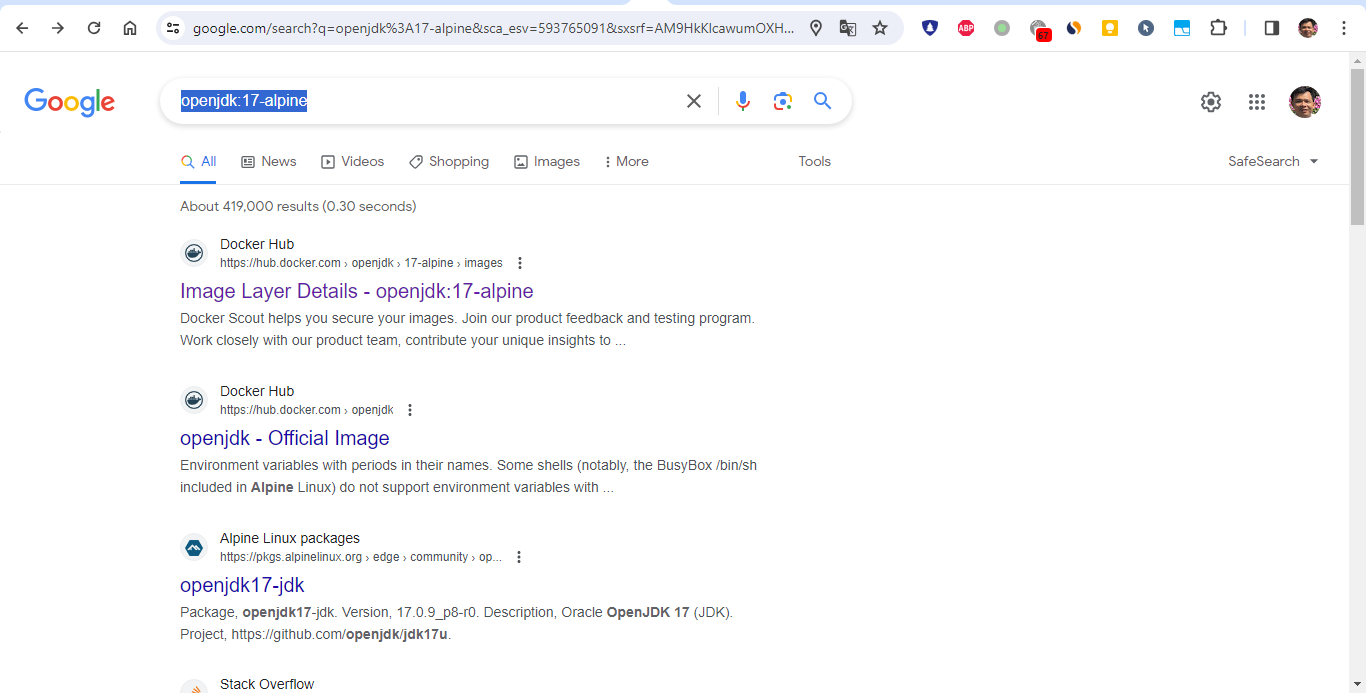 google.com/search?q=openjdk%3A17-alpine&sca_esv=593765091&sxsrf=AM9HkKIcawumOXH...
ABP
67
Google
openjdk:17-alpine
All
News
Videos
Shopping
Images
More
Tools
SafeSearch
About 419,000 results (0.30 seconds)
Docker Hub
https://hub.docker.com › openjdk › 17-alpine › images
Image Layer Details - openjdk:17-alpine
Docker Scout helps you secure your images. Join our product feedback and testing program.
Work closely with our product team, contribute your unique insights to ...
Docker Hub
https://hub.docker.com › openjdk
openjdk - Official Image
Environment variables with periods in their names. Some shells (notably, the BusyBox /bin/sh
included in Alpine Linux) do not support environment variables with ...
Alpine Linux packages
https://pkgs.alpinelinux.org › edge › community › op...
openjdk17-jdk
Package, openjdk17-jdk. Version, 17.0.9_p8-r0. Description, Oracle OpenJDK 17 (JDK).
Project, https://github.com/openjdk/jdk17u.
Stack Overflow